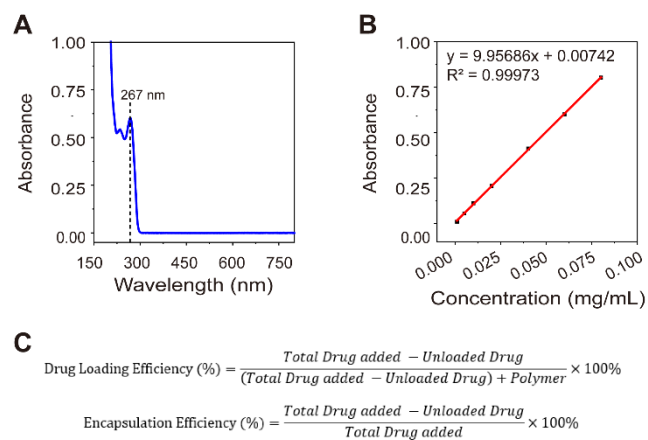 A
1.00
0.75
0.50
0.25
0.00
Absorbance
267 nm
150 300 450 600 750
Wavelength (nm)
B
1.00
0.75
0.50
0.25
0.00
Absorbance
y = 9.95686x + 0.00742
R² = 0.99973
0.000 0.025 0.050 0.075 0.100
Concentration (mg/mL)
C
Drug Loading Efficiency (%) = Total Drug added - Unloaded Drug / (Total Drug added - Unloaded Drug) + Polymer × 100%
Encapsulation Efficiency (%) = Total Drug added - Unloaded Drug / Total Drug added × 100%